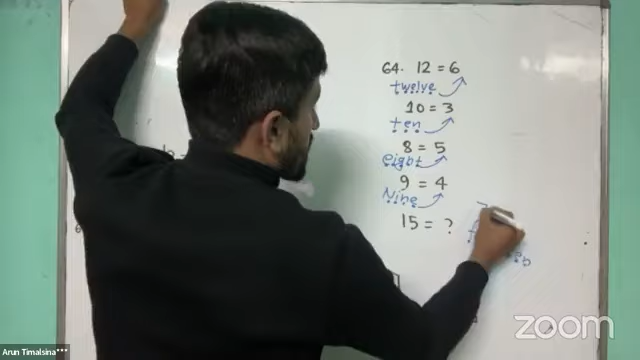 64. 12 = 6
twelve
10 = 3
ten
8 = 5
eight
9 = 4
Nine
15 = ?
zoom
Arun Timalsina***